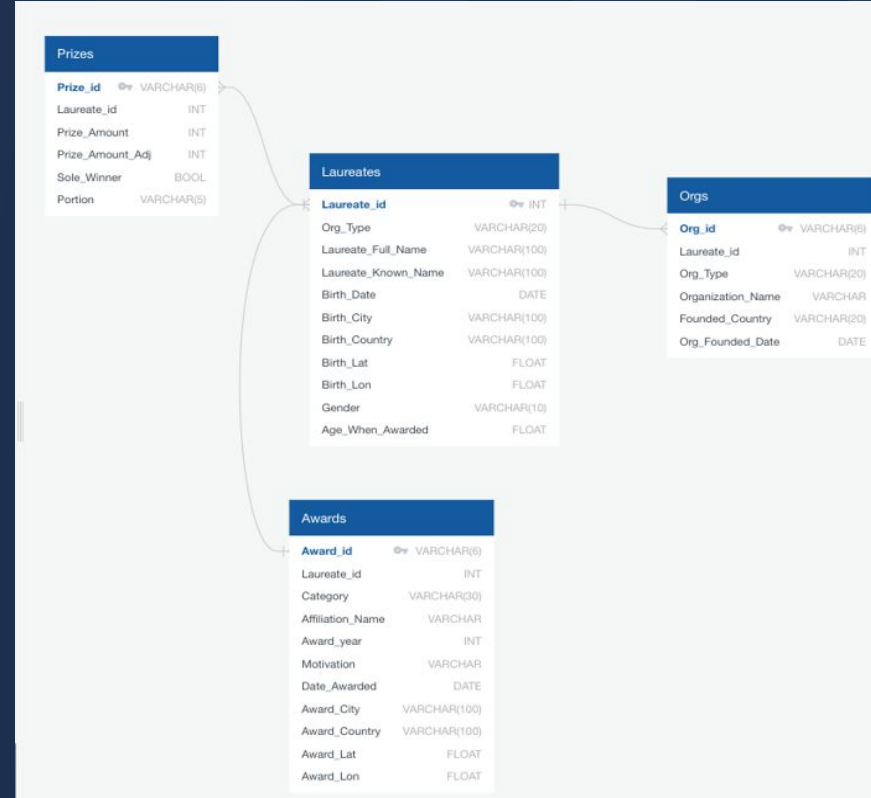 Prizes
Prize_id VARCHAR(6)
Laureate_id INT
Prize_Amount INT
Prize_Amount_Adj INT
Sole_Winner BOOL
Portion VARCHAR(5)
Laureates
Laureate_id INT
Org_Type VARCHAR(20)
Laureate_Full_Name VARCHAR(100)
Laureate_Known_Name VARCHAR(100)
Birth_Date DATE
Birth_City VARCHAR(100)
Birth_Country VARCHAR(100)
Birth_Lat FLOAT
Birth_Lon FLOAT
Gender VARCHAR(10)
Age_When_Awarded FLOAT
Orgs
Org_id VARCHAR(6)
Laureate_id INT
Org_Type VARCHAR(20)
Organization_Name VARCHAR
Founded_Country VARCHAR(20)
Org_Founded_Date DATE
Awards
Award_id VARCHAR(6)
Laureate_id INT
Category VARCHAR(30)
Affiliation_Name VARCHAR
Award_year INT
Motivation VARCHAR
Date_Awarded DATE
Award_City VARCHAR(100)
Award_Country VARCHAR(100)
Award_Lat FLOAT
Award_Lon FLOAT